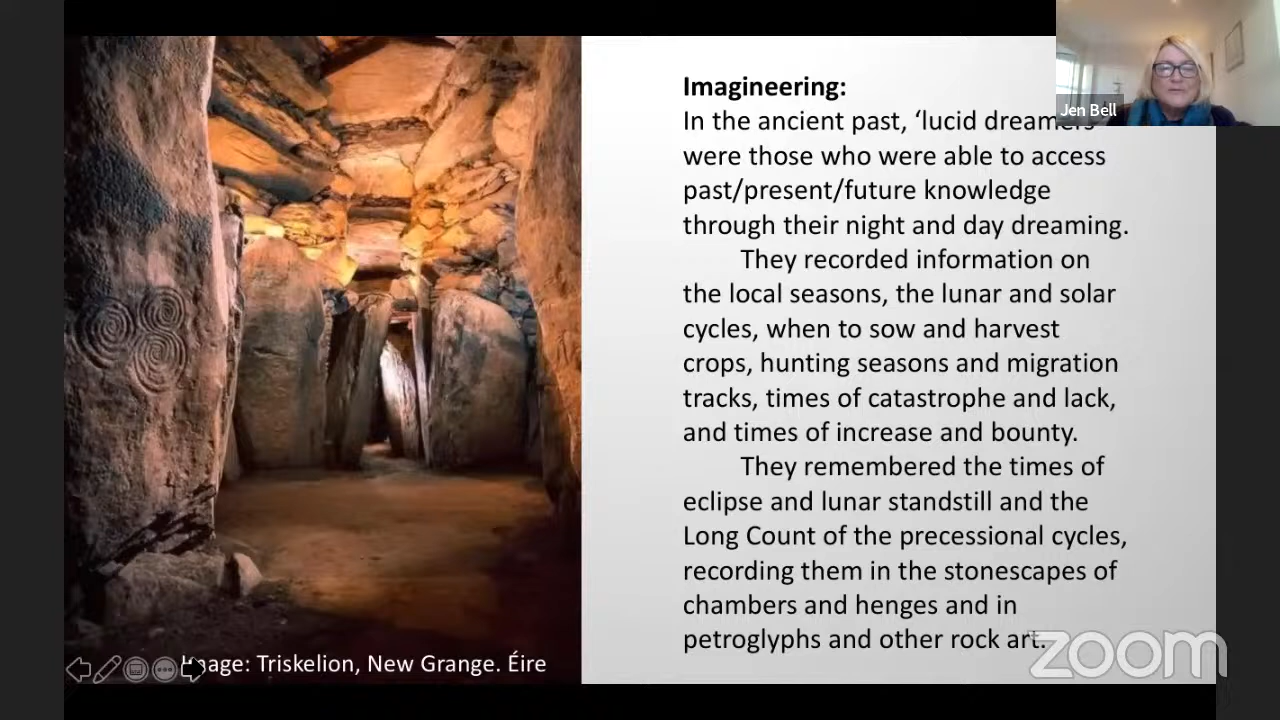 Imagineering:
In the ancient past, ‘lucid dreamers
were those who were able to access
past/present/future knowledge
through their night and day dreaming.
They recorded information on
the local seasons, the lunar and solar
cycles, when to sow and harvest
crops, hunting seasons and migration
tracks, times of catastrophe and lack,
and times of increase and bounty.
They remembered the times of
eclipse and lunar standstill and the
Long Count of the precessional cycles,
recording them in the stonescapes of
chambers and henges and in
petroglyphs and other rock art.
Image: Triskelion, New Grange. Éire
Jen Bell
zoom